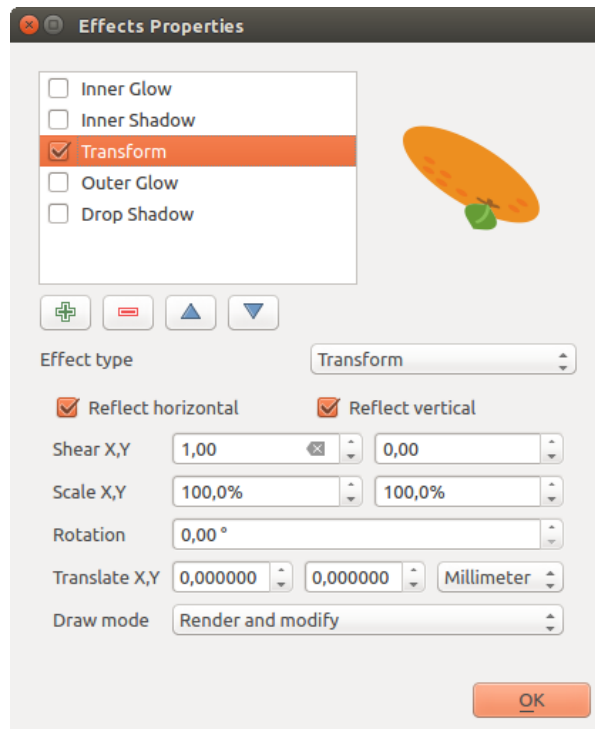 Effects Properties
Inner Glow
Inner Shadow
Transform
Outer Glow
Drop Shadow
Effect type Transform
Reflect horizontal Reflect vertical
Shear X,Y 1,00 0,00
Scale X,Y 100,0% 100,0%
Rotation 0,00 °
Translate X,Y 0,000000 0,000000 Millimeter
Draw mode Render and modify
OK